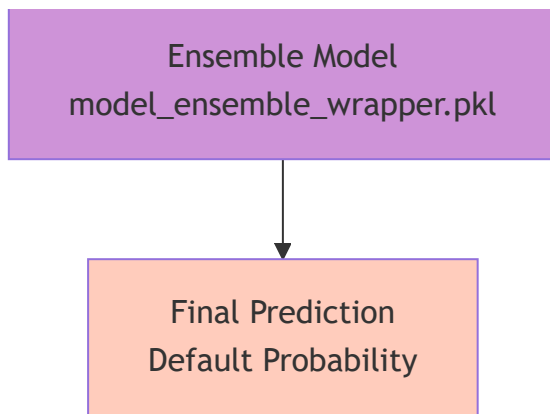 Ensemble Model
model_ensemble_wrapper.pkl
Final Prediction
Default Probability